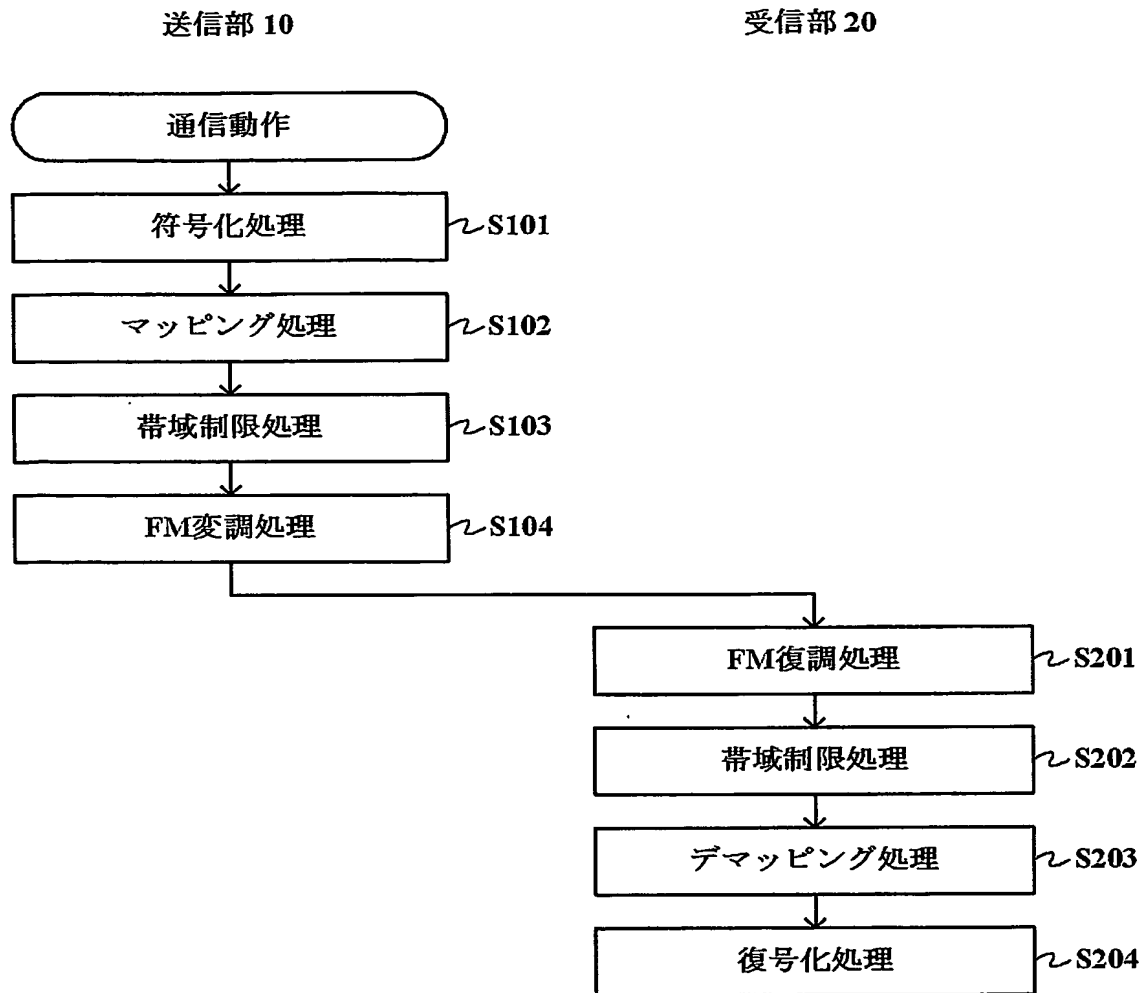 送信部 10
受信部 20
通信動作
符号化処理 S101
マッピング処理 S102
帯域制限処理 S103
FM変調処理 S104
FM復調処理 S201
帯域制限処理 S202
デマッピング処理 S203
復号化処理 S204